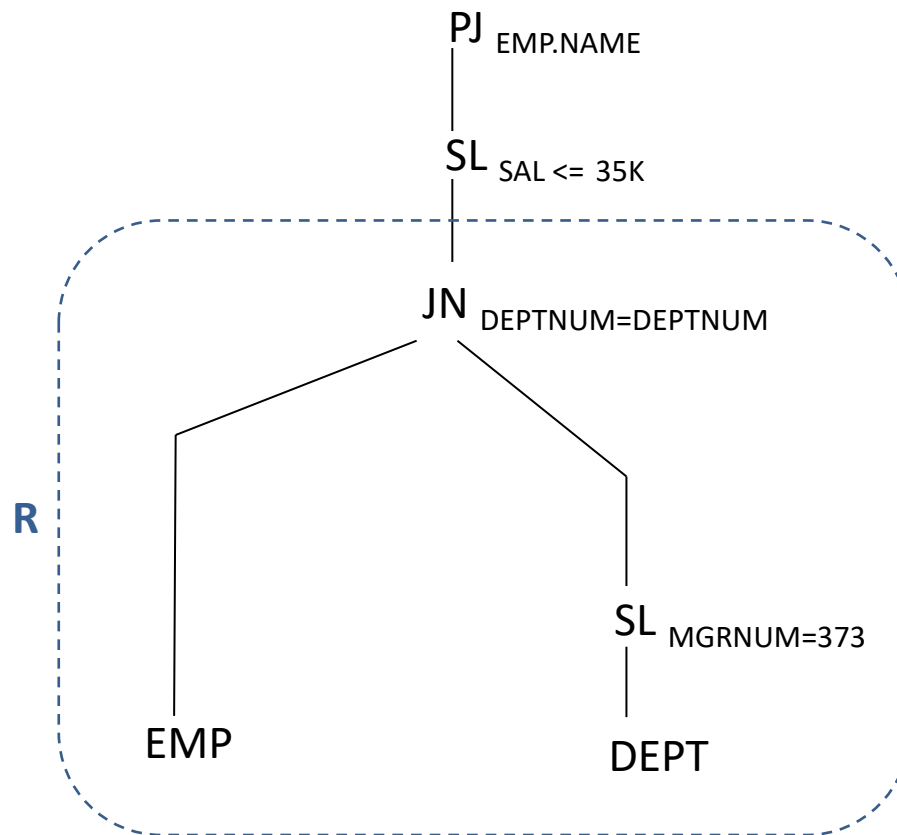 PJ EMP.NAME
SL SAL <= 35K
JN DEPTNUM=DEPTNUM
R
SL MGRNUM=373
EMP
DEPT